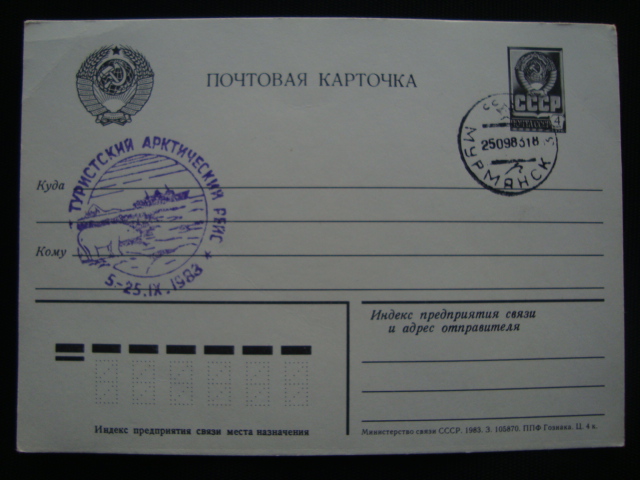 ПОЧТОВАЯ КАРТОЧКА
СССР
4
МУРМАНСК
25098318
ТУРИСТСКИЙ АРКТИЧЕСКИЙ РЕЙС
5-25.IX.1983
Куда
Кому
Индекс предприятия связи
и адрес отправителя
Индекс предприятия связи места назначения
Министерство связи СССР. 1983. З. 105870. ППФ Гознака. Ц. 4 к.